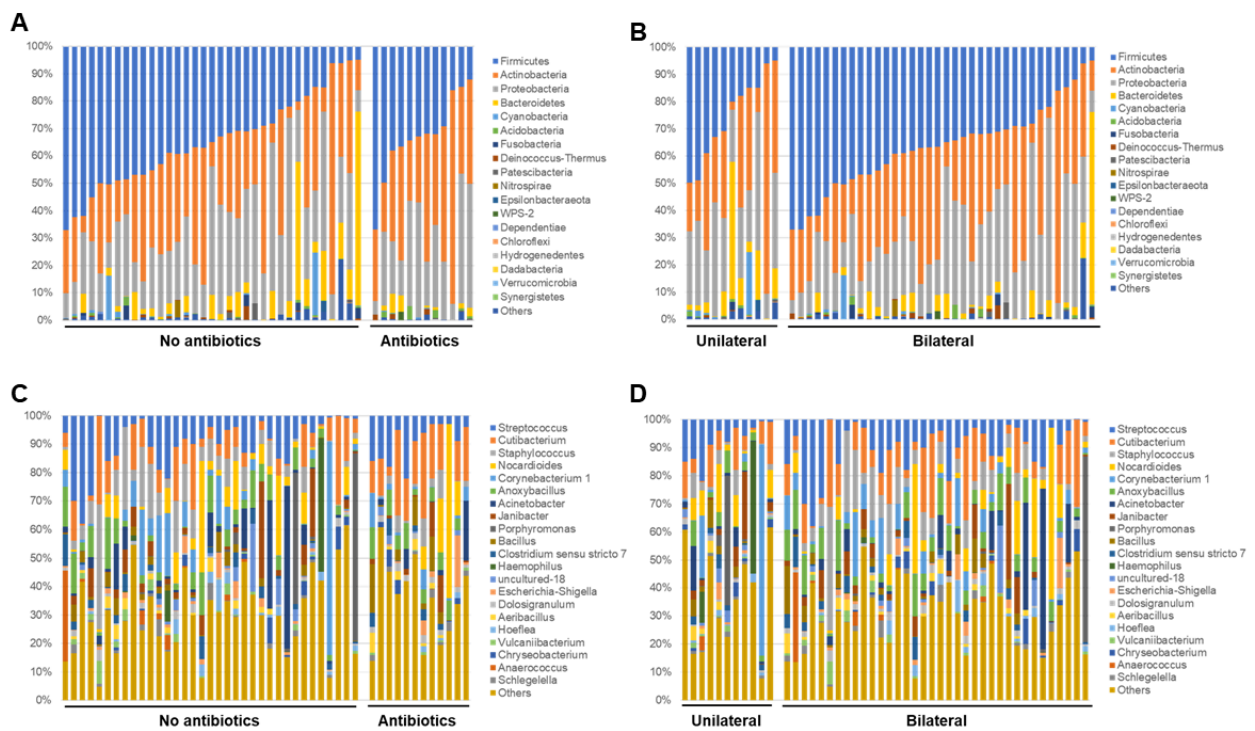 A
100%
90%
80%
70%
60%
50%
40%
30%
20%
10%
0%
Firmicutes
Actinobacteria
Proteobacteria
Bacteroidetes
Cyanobacteria
Acidobacteria
Fusobacteria
Deinococcus-Thermus
Patescibacteria
Nitrospirae
Epsilonbacteraeota
WPS-2
Dependentiae
Chloroflexi
Hydrogenedentes
Dadabacteria
Verrucomicrobia
Synergistetes
Others
No antibiotics
Antibiotics
B
100%
90%
80%
70%
60%
50%
40%
30%
20%
10%
0%
Firmicutes
Actinobacteria
Proteobacteria
Bacteroidetes
Cyanobacteria
Acidobacteria
Fusobacteria
Deinococcus-Thermus
Patescibacteria
Nitrospirae
Epsilonbacteraeota
WPS-2
Dependentiae
Chloroflexi
Hydrogenedentes
Dadabacteria
Verrucomicrobia
Synergistetes
Others
Unilateral
Bilateral
C
100%
90%
80%
70%
60%
50%
40%
30%
20%
10%
0%
Streptococcus
Cutibacterium
Staphylococcus
Nocardioides
Corynebacterium 1
Anoxybacillus
Acinetobacter
Janibacter
Porphyromonas
Bacillus
Clostridium sensu stricto 7
Haemophilus
uncultured-18
Escherichia-Shigella
Dolosigranulum
Aeribacillus
Hoeflea
Vulcaniibacterium
Chryseobacterium
Anaerococcus
Schlegelella
Others
No antibiotics
Antibiotics
D
100%
90%
80%
70%
60%
50%
40%
30%
20%
10%
0%
Streptococcus
Cutibacterium
Staphylococcus
Nocardioides
Corynebacterium 1
Anoxybacillus
Acinetobacter
Janibacter
Porphyromonas
Bacillus
Clostridium sensu stricto 7
Haemophilus
uncultured-18
Escherichia-Shigella
Dolosigranulum
Aeribacillus
Hoeflea
Vulcaniibacterium
Chryseobacterium
Anaerococcus
Schlegelella
Others
Unilateral
Bilateral